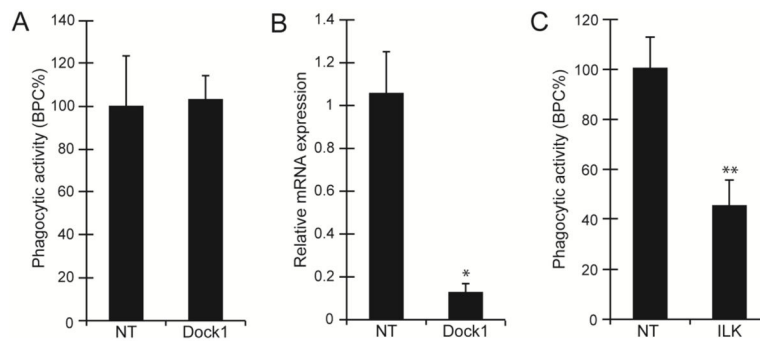 A
Phagocytic activity (BPC%)
140
120
100
80
60
40
20
0
NT Dock1
B
Relative mRNA expression
1.4
1.2
1
0.8
0.6
0.4
0.2
0
*
NT Dock1
C
Phagocytic activity (BPC%)
120
100
80
60
40
20
0
**
NT ILK